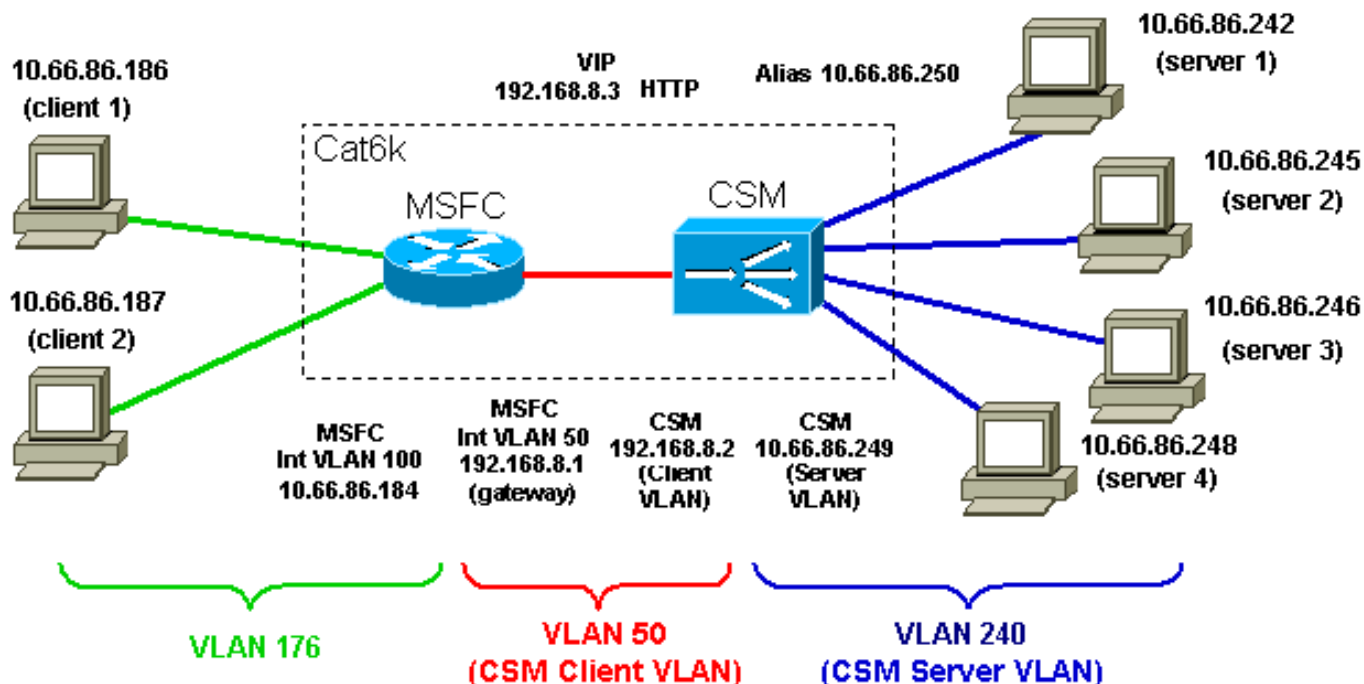 10.66.86.186
(client 1)
10.66.86.187
(client 2)
VIP
192.168.8.3 HTTP
Alias 10.66.86.250
Cat6k
MSFC
CSM
10.66.86.242
(server 1)
10.66.86.245
(server 2)
10.66.86.246
(server 3)
10.66.86.248
(server 4)
MSFC
Int VLAN 100
10.66.86.184
MSFC
Int VLAN 50
192.168.8.1
(gateway)
CSM
192.168.8.2
(Client
VLAN)
CSM
10.66.86.249
(Server
VLAN)
VLAN 176
VLAN 50
(CSM Client VLAN)
VLAN 240
(CSM Server VLAN)